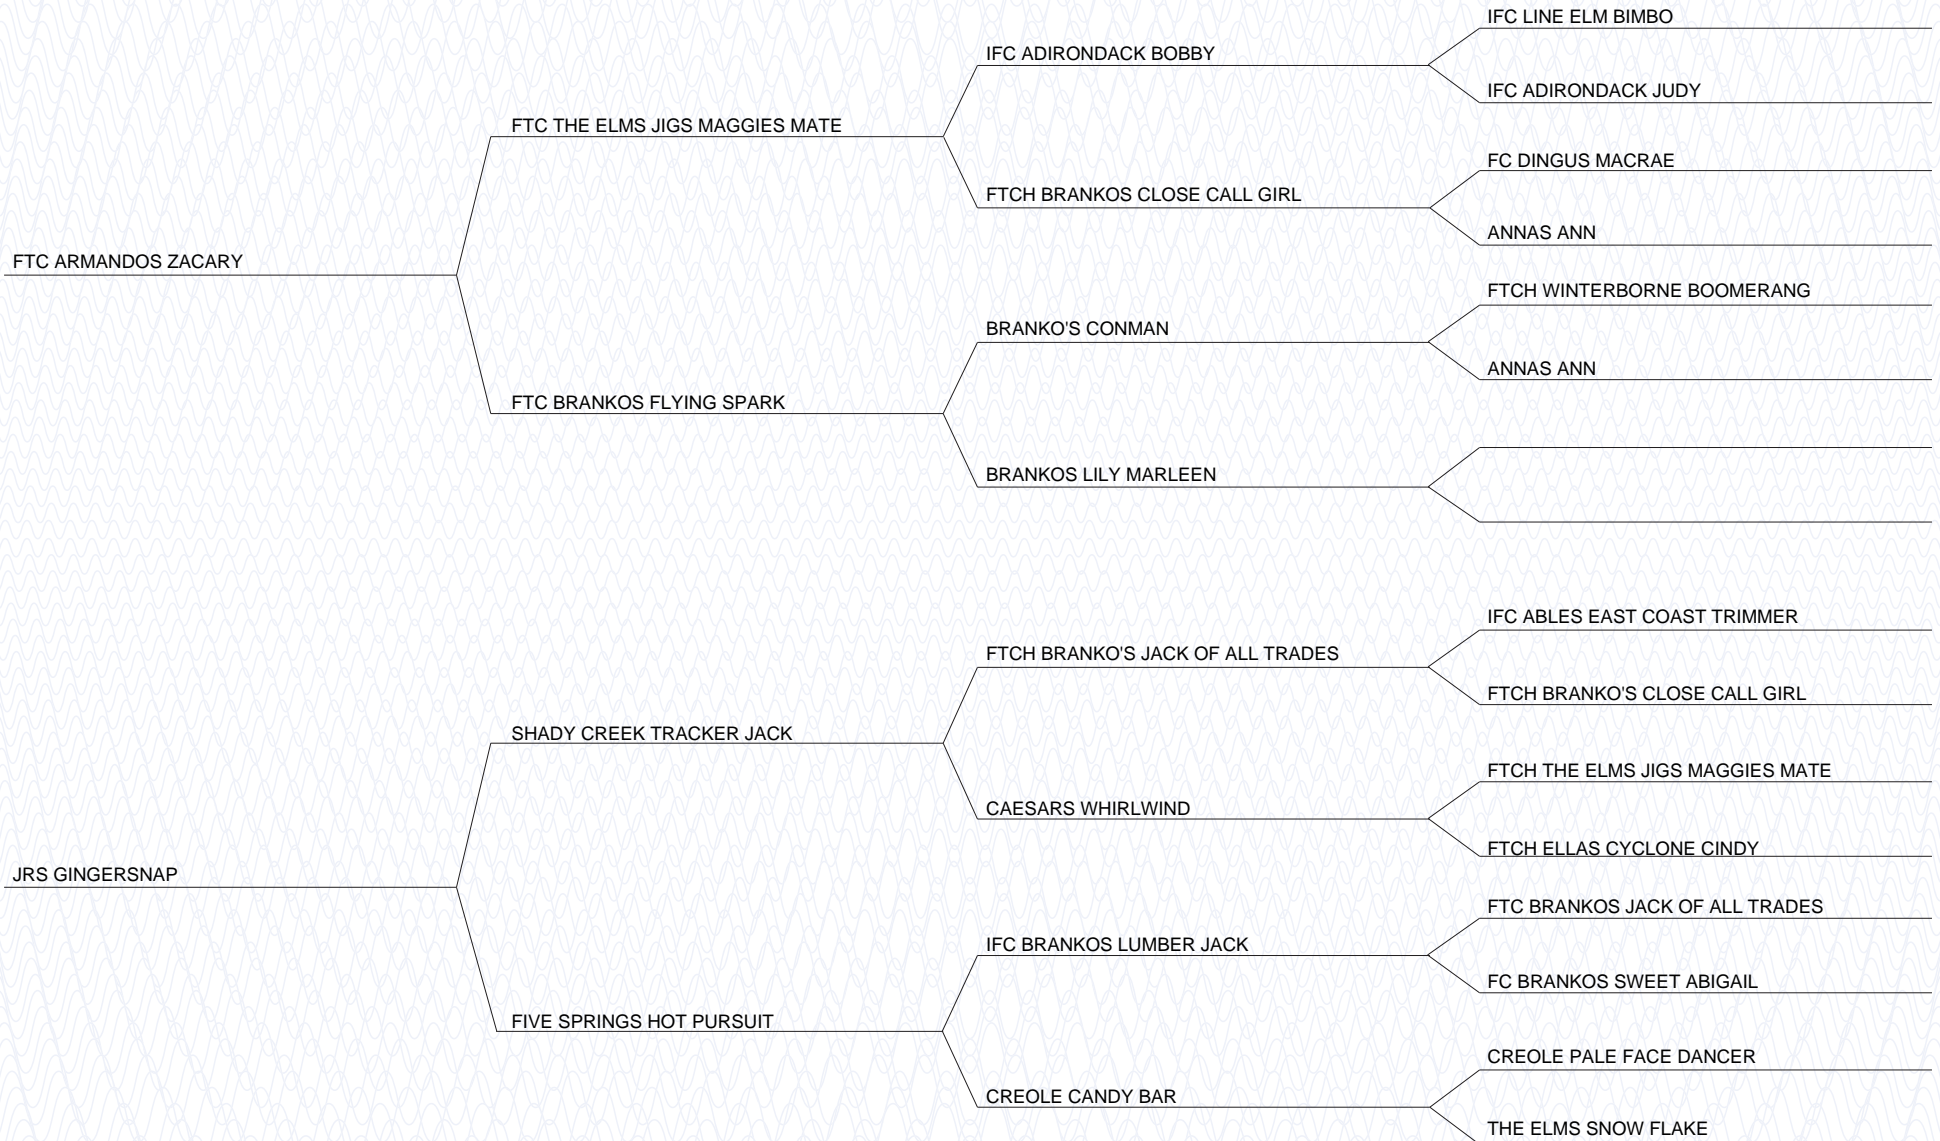 IFC LINE ELM BIMBO
IFC ADIRONDACK BOBBY
IFC ADIRONDACK JUDY
FTC THE ELMS JIGS MAGGIES MATE
FC DINGUS MACRAE
FTCH BRANKOS CLOSE CALL GIRL
ANNAS ANN
FTC ARMANDOS ZACARY
FTCH WINTERBORNE BOOMERANG
BRANKO'S CONMAN
ANNAS ANN
FTC BRANKOS FLYING SPARK
BRANKOS LILY MARLEEN
IFC ABLES EAST COAST TRIMMER
FTCH BRANKO'S JACK OF ALL TRADES
FTCH BRANKO'S CLOSE CALL GIRL
SHADY CREEK TRACKER JACK
FTCH THE ELMS JIGS MAGGIES MATE
CAESARS WHIRLWIND
FTCH ELLAS CYCLONE CINDY
JRS GINGERSNAP
FTC BRANKOS JACK OF ALL TRADES
IFC BRANKOS LUMBER JACK
FC BRANKOS SWEET ABIGAIL
FIVE SPRINGS HOT PURSUIT
CREOLE PALE FACE DANCER
CREOLE CANDY BAR
THE ELMS SNOW FLAKE